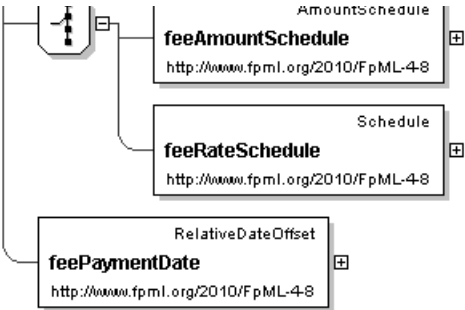 AmountSchedule
feeAmountSchedule
http://www.fpml.org/2010/FpML-4-8
Schedule
feeRateSchedule
http://www.fpml.org/2010/FpML-4-8
RelativeDateOffset
feePaymentDate
http://www.fpml.org/2010/FpML-4-8